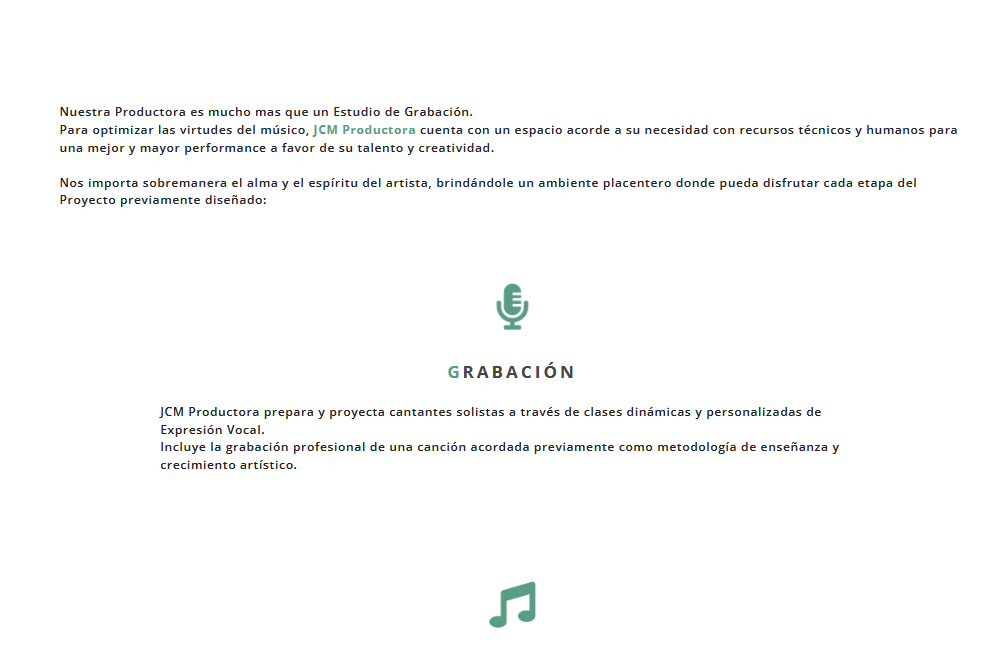 Nuestra Productora es mucho mas que un Estudio de Grabación.
Para optimizar las virtudes del músico, JCM Productora cuenta con un espacio acorde a su necesidad con recursos técnicos y humanos para
una mejor y mayor performance a favor de su talento y creatividad.
Nos importa sobremanera el alma y el espíritu del artista, brindándole un ambiente placentero donde pueda disfrutar cada etapa del
Proyecto previamente diseñado:
GRABACIÓN
JCM Productora prepara y proyecta cantantes solistas a través de clases dinámicas y personalizadas de
Expresión Vocal.
Incluye la grabación profesional de una canción acordada previamente como metodología de enseñanza y
crecimiento artístico.